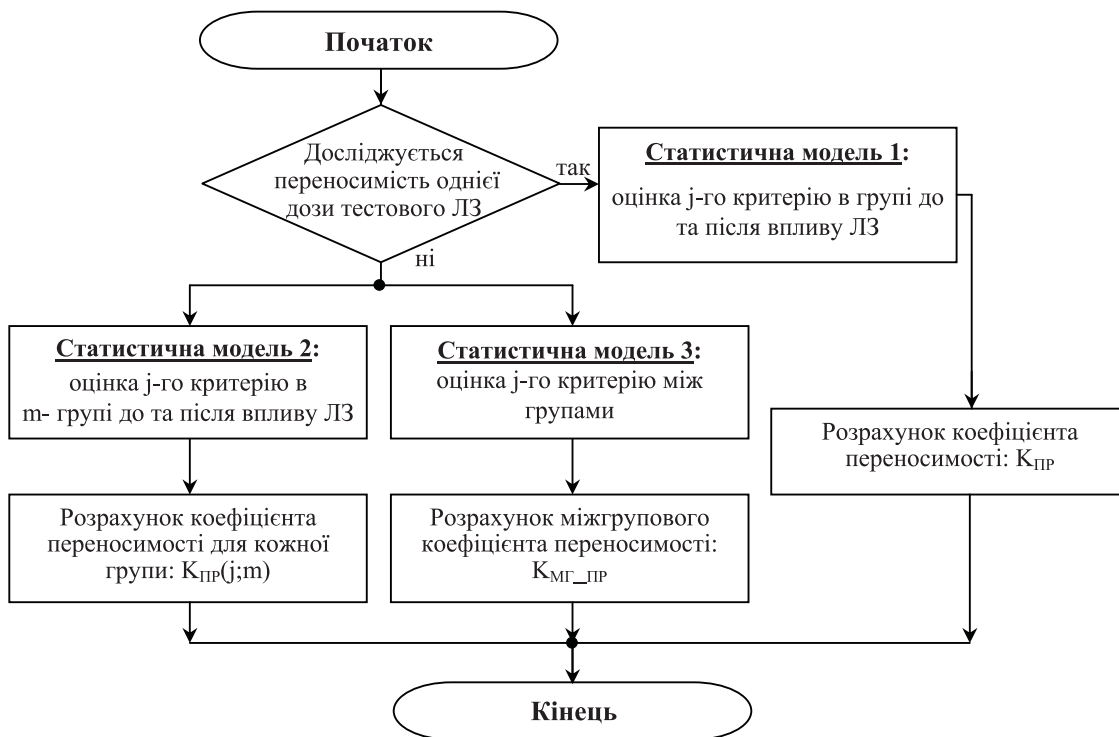 Початок
Досліджується
переносимість однієї
дози тестового ЛЗ
так
Статистична модель 1:
оцінка j-го критерію в групі до
та після впливу ЛЗ
ні
Статистична модель 2:
оцінка j-го критерію в
m- групі до та після впливу ЛЗ
Статистична модель 3:
оцінка j-го критерію між
групами
Розрахунок коефіцієнта
переносимості: KПР
Розрахунок коефіцієнта
переносимості для кожної
групи: KПР(j;m)
Розрахунок міжгрупового
коефіцієнта переносимості:
KМГ_ПР
Кінець